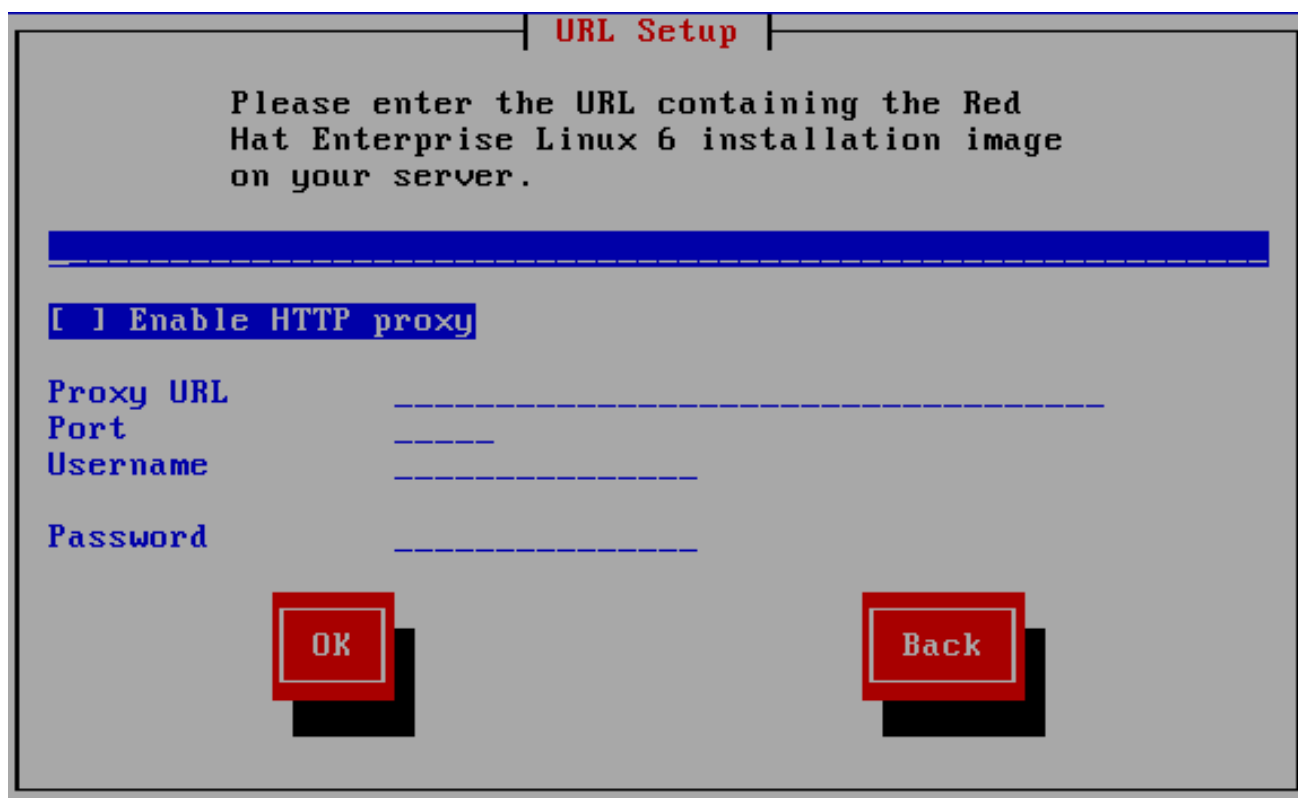 URL Setup
Please enter the URL containing the Red
Hat Enterprise Linux 6 installation image
on your server.
[ ] Enable HTTP proxy
Proxy URL
Port
Username
Password
OK Back